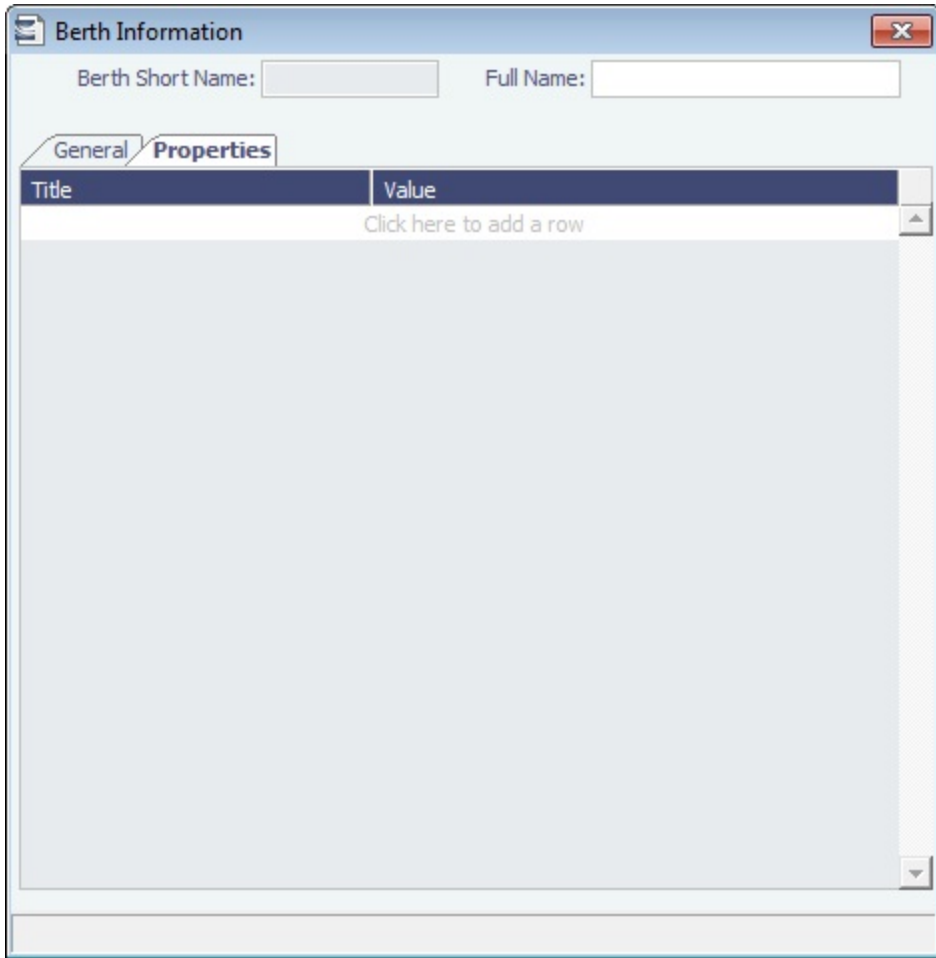 Berth Information
Berth Short Name: Full Name:
General Properties
Title Value
Click here to add a row